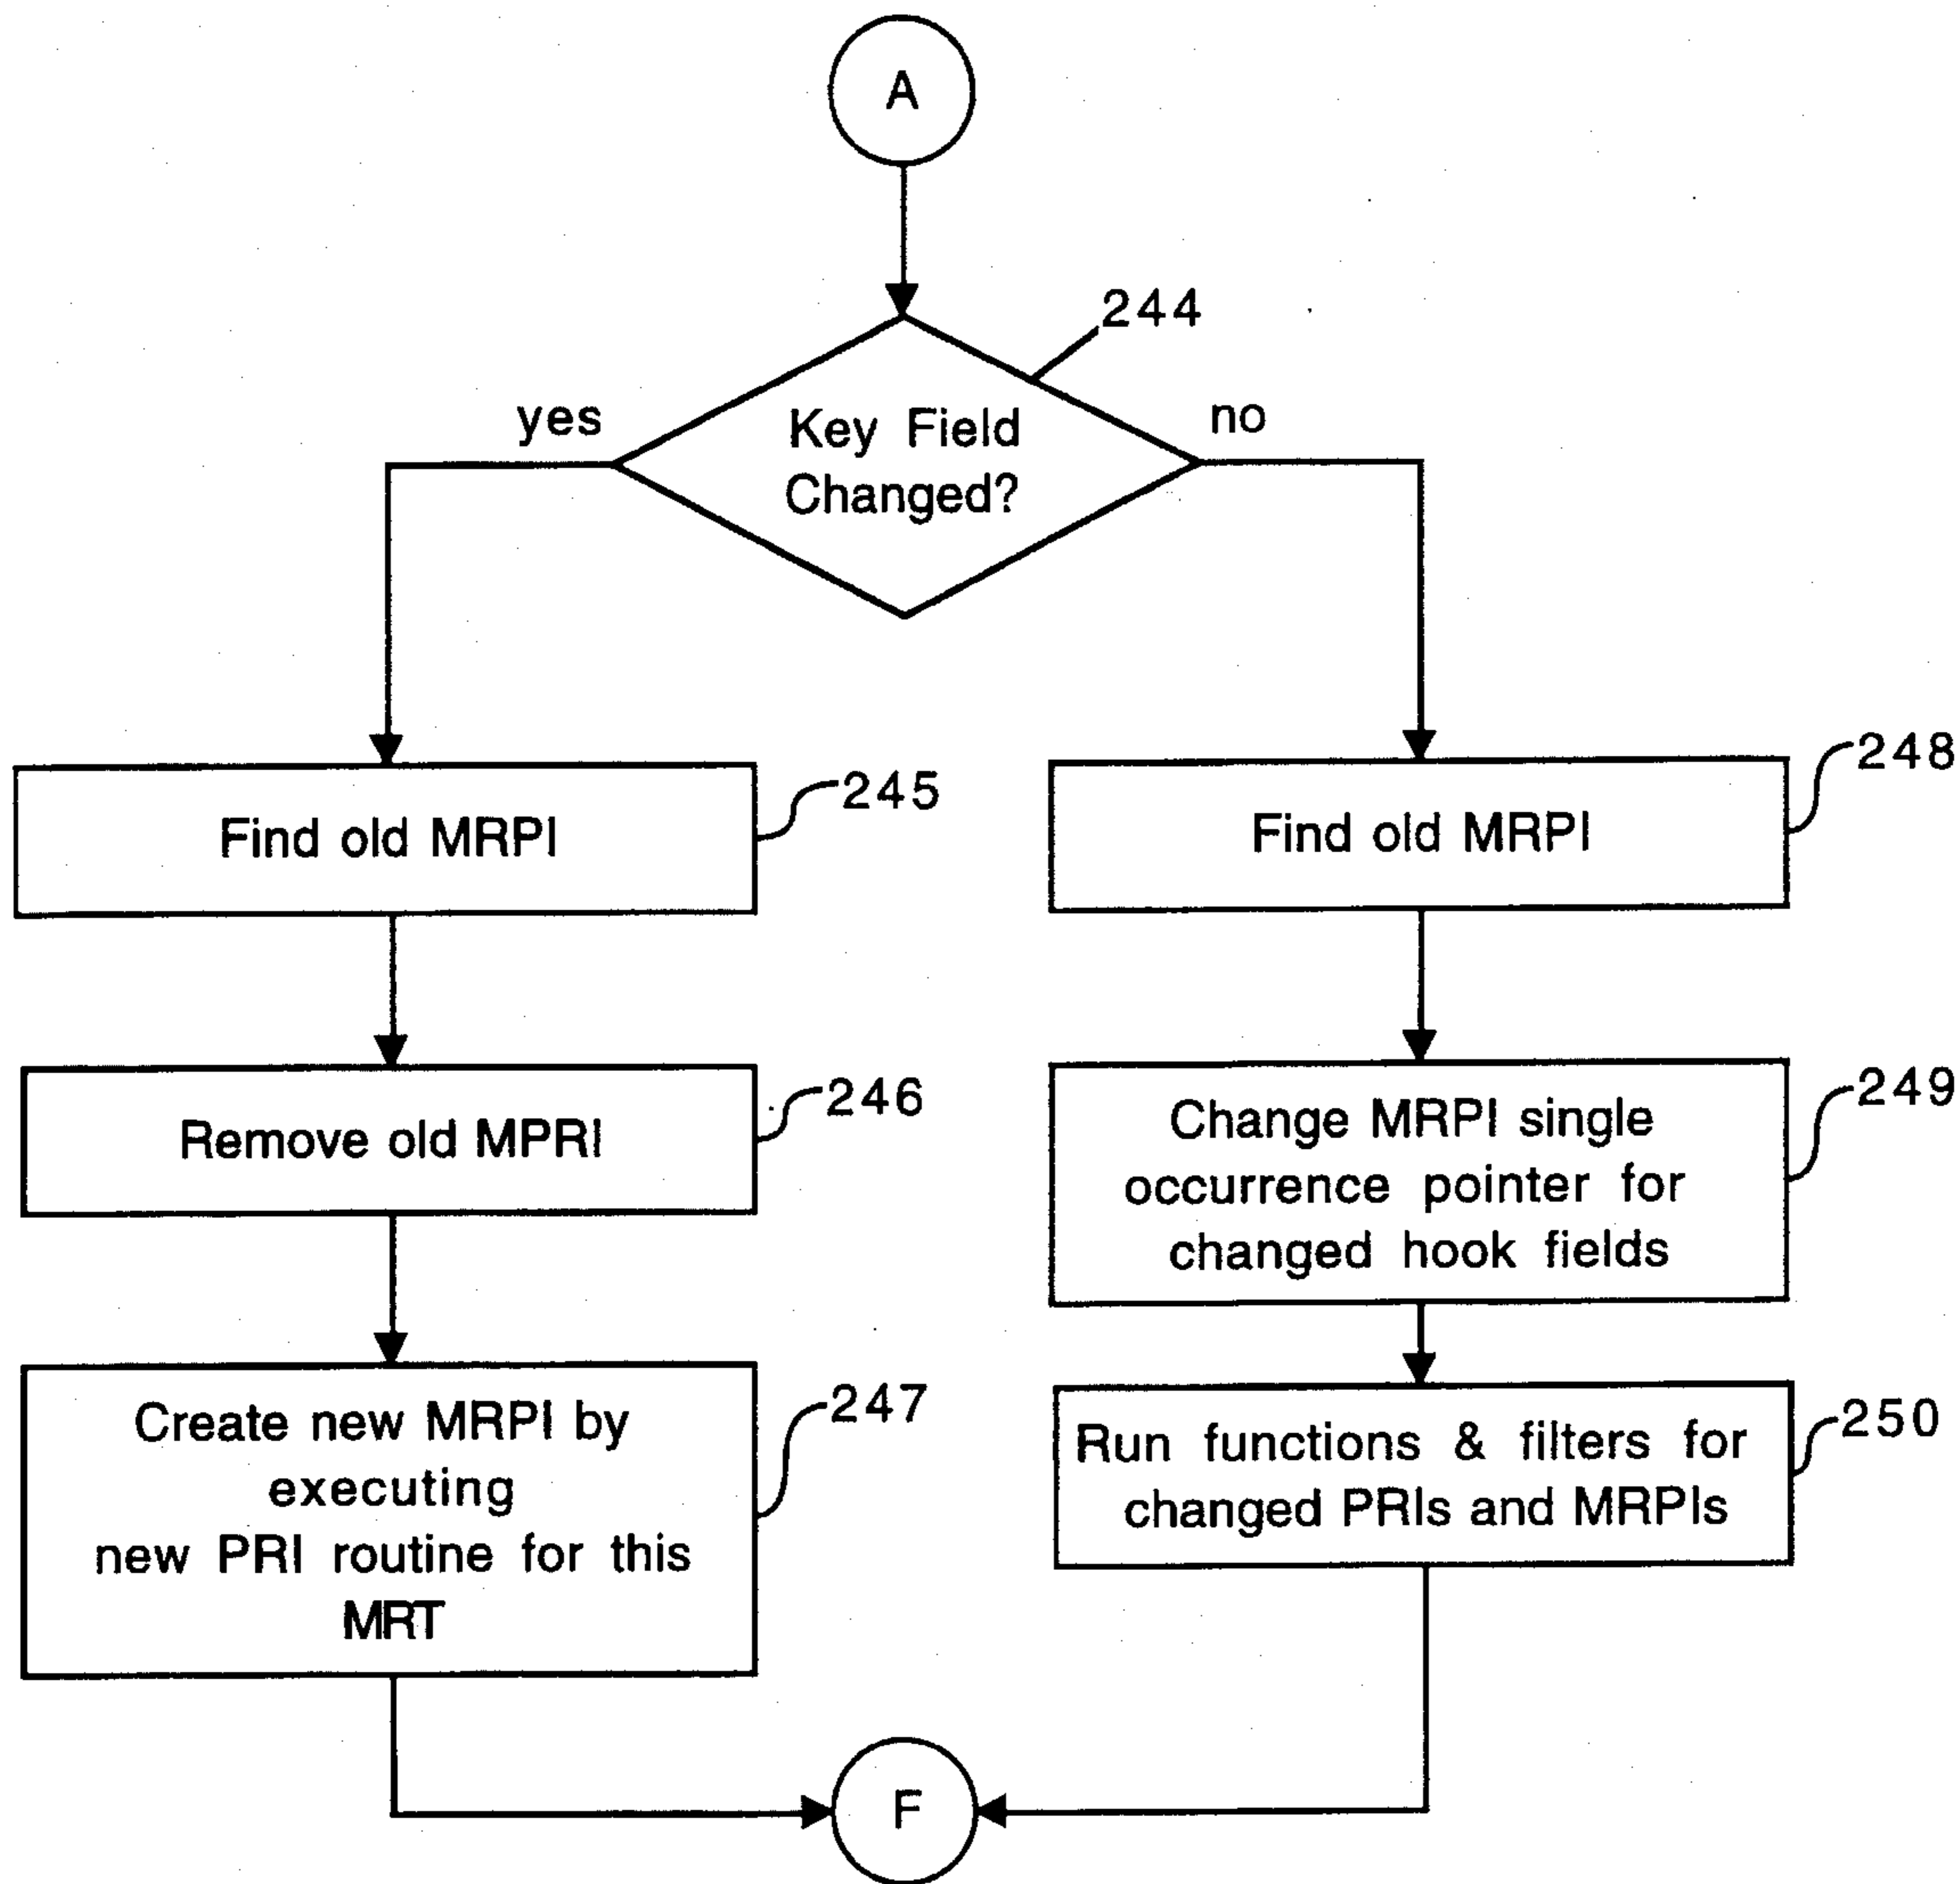 A
244
yes
no
Key Field
Changed?
245
Find old MRPI
248
Find old MRPI
246
Remove old MPRI
249
Change MRPI single
occurrence pointer for
changed hook fields
247
Create new MRPI by
executing
new PRI routine for this
MRT
250
Run functions & filters for
changed PRIs and MRPIs
F